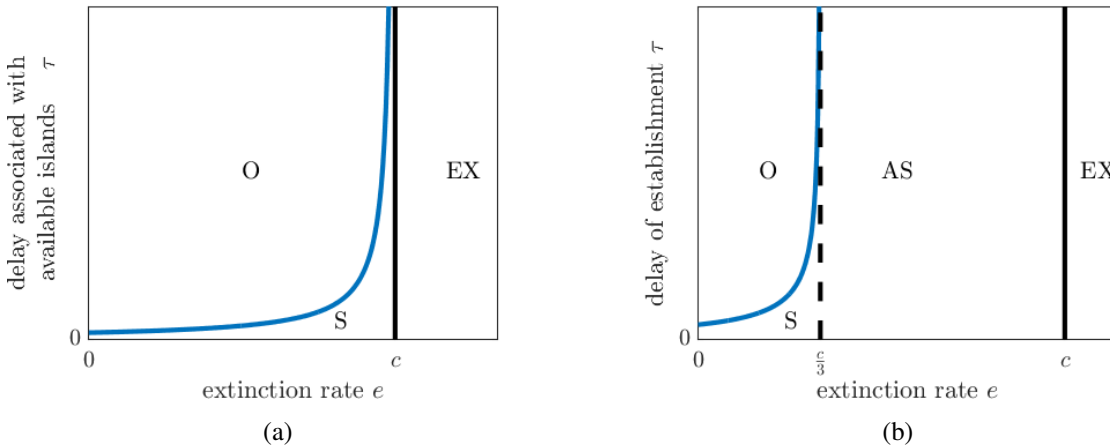 delay associated with
available islands τ
O
EX
S
0
0
c
extinction rate e
(a)
delay of establishment τ
O
AS
EX
S
0
0
c/3
c
extinction rate e
(b)